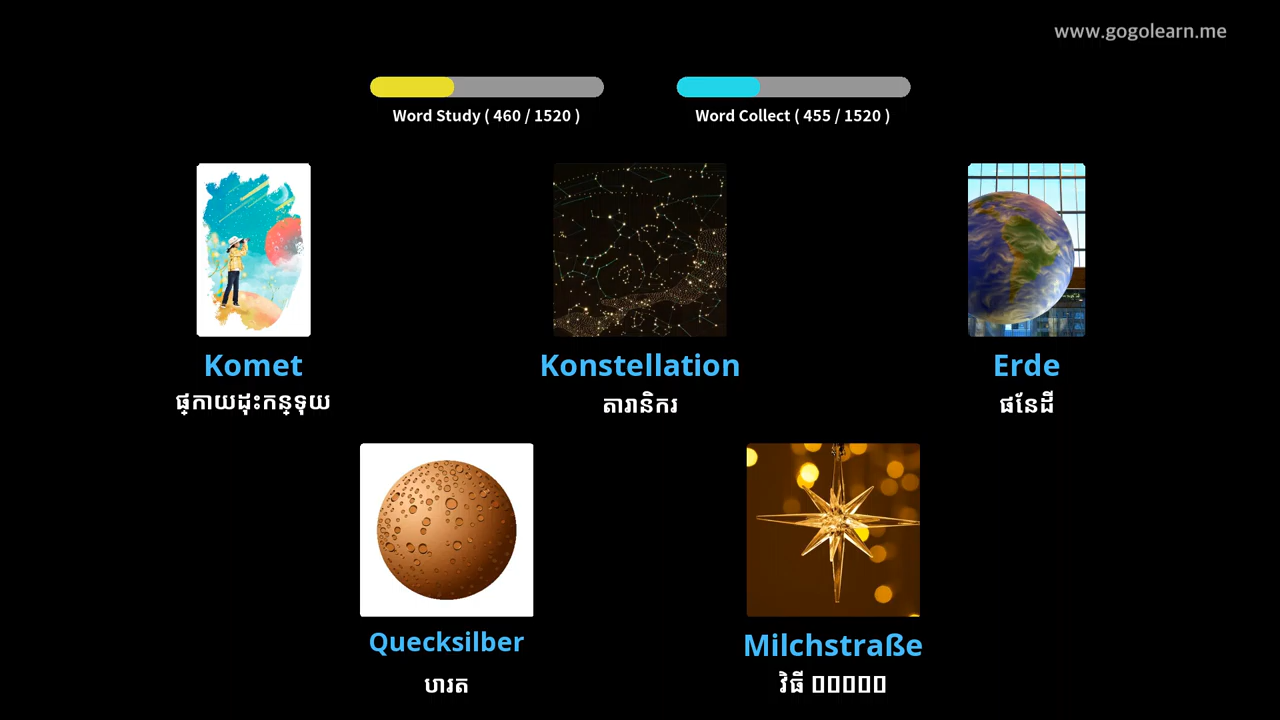 www.gogolearn.me
Word Study ( 460 / 1520 )
Word Collect ( 455 / 1520 )
Komet
Konstellation
Erde
ផ្កាយដុះកន្ទុយ
តារានិករ
ផែនដី
Quecksilber
Milchstraße
បារត
វិធី